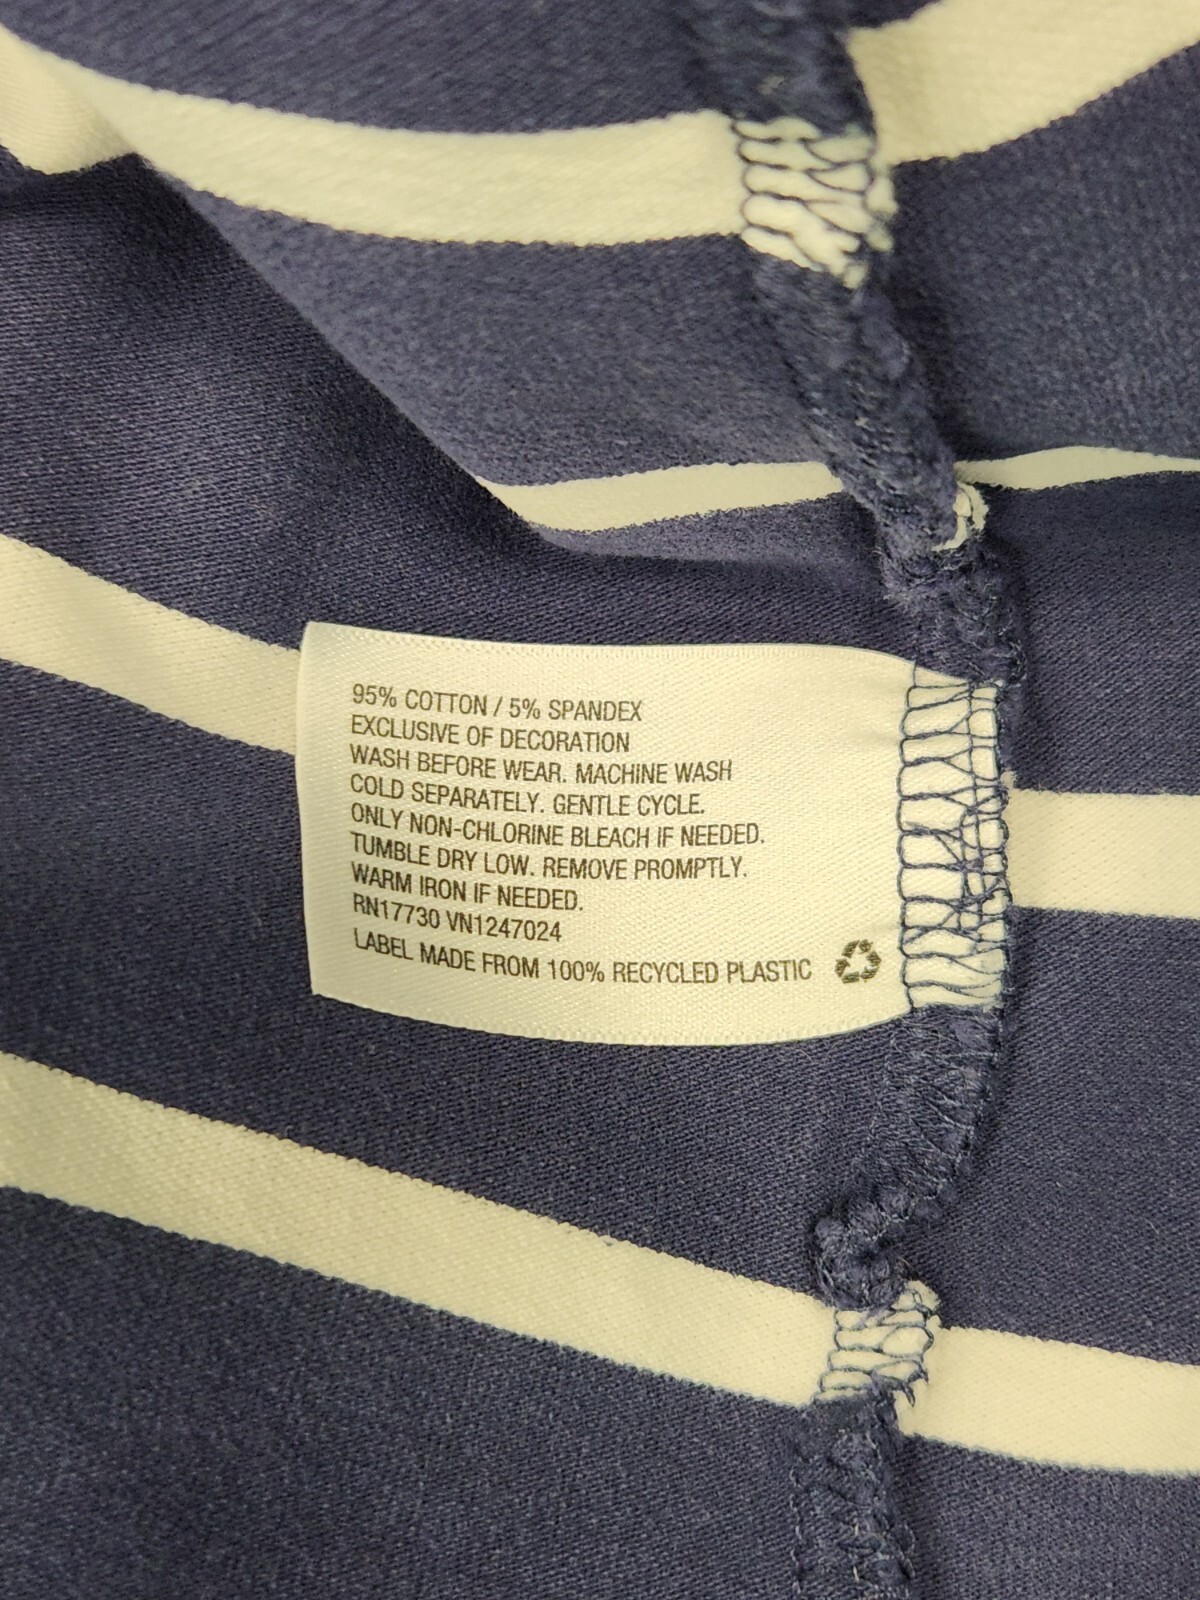 95% COTTON / 5% SPANDEX
EXCLUSIVE OF DECORATION
WASH BEFORE WEAR. MACHINE WASH
COLD SEPARATELY. GENTLE CYCLE.
ONLY NON-CHLORINE BLEACH IF NEEDED.
TUMBLE DRY LOW. REMOVE PROMPTLY.
WARM IRON IF NEEDED.
RN17730 VN1247024
LABEL MADE FROM 100% RECYCLED PLASTIC